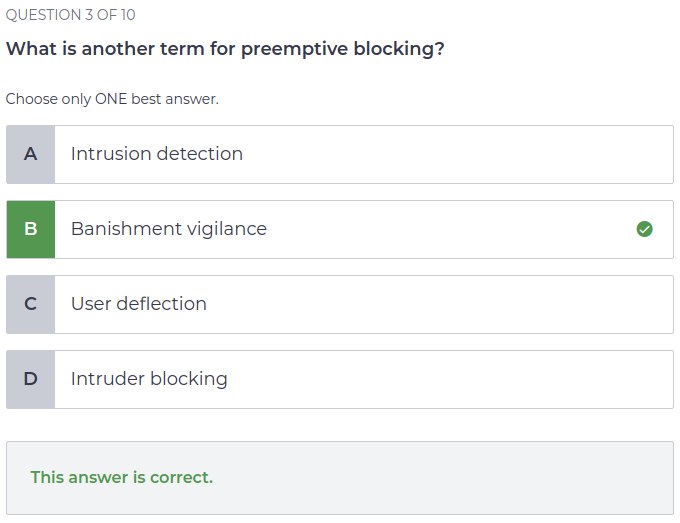 QUESTION 3 OF 10
What is another term for preemptive blocking?
Choose only ONE best answer.
A Intrusion detection
B Banishment vigilance
C User deflection
D Intruder blocking
This answer is correct.